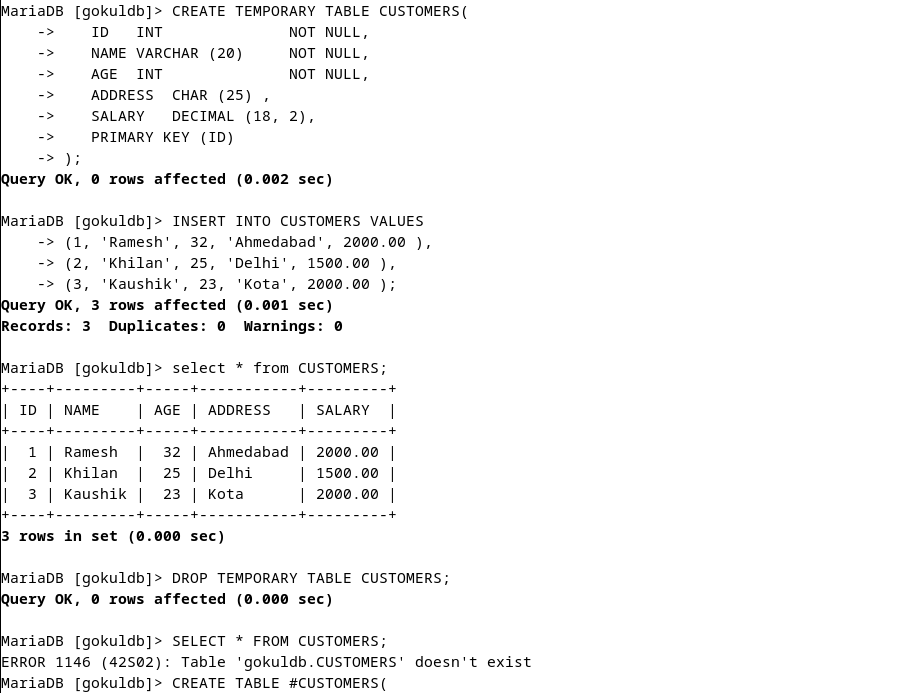 MariaDB [gokuldb]> CREATE TEMPORARY TABLE CUSTOMERS(
    ->    ID   INT              NOT NULL,
    ->    NAME VARCHAR (20)     NOT NULL,
    ->    AGE  INT              NOT NULL,
    ->    ADDRESS  CHAR (25) ,
    ->    SALARY   DECIMAL (18, 2),
    ->    PRIMARY KEY (ID)
    -> );
Query OK, 0 rows affected (0.002 sec)

MariaDB [gokuldb]> INSERT INTO CUSTOMERS VALUES
    -> (1, 'Ramesh', 32, 'Ahmedabad', 2000.00 ),
    -> (2, 'Khilan', 25, 'Delhi', 1500.00 ),
    -> (3, 'Kaushik', 23, 'Kota', 2000.00 );
Query OK, 3 rows affected (0.001 sec)
Records: 3  Duplicates: 0  Warnings: 0

MariaDB [gokuldb]> select * from CUSTOMERS;
+----+---------+-----+-----------+---------+
| ID | NAME    | AGE | ADDRESS   | SALARY  |
+----+---------+-----+-----------+---------+
|  1 | Ramesh  |  32 | Ahmedabad | 2000.00 |
|  2 | Khilan  |  25 | Delhi     | 1500.00 |
|  3 | Kaushik |  23 | Kota      | 2000.00 |
+----+---------+-----+-----------+---------+
3 rows in set (0.000 sec)

MariaDB [gokuldb]> DROP TEMPORARY TABLE CUSTOMERS;
Query OK, 0 rows affected (0.000 sec)

MariaDB [gokuldb]> SELECT * FROM CUSTOMERS;
ERROR 1146 (42S02): Table 'gokuldb.CUSTOMERS' doesn't exist
MariaDB [gokuldb]> CREATE TABLE #CUSTOMERS(